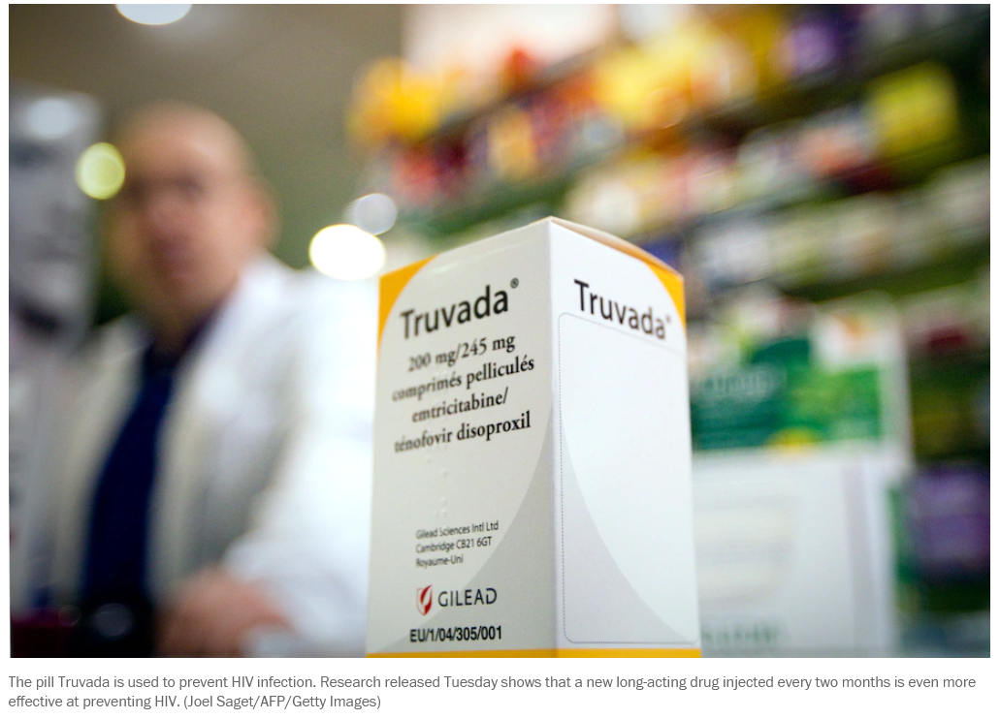 Truvada®
200 mg/245 mg
comprimés pelliculés
emtricitabine/
ténofovir disoproxil
Gilead Sciences Intl Ltd
Cambridge CB21 6GT
Royaume-Uni
GILEAD
EU/1/04/305/001
Truvada®
The pill Truvada is used to prevent HIV infection. Research released Tuesday shows that a new long-acting drug injected every two months is even more
effective at preventing HIV. (Joel Saget/AFP/Getty Images)